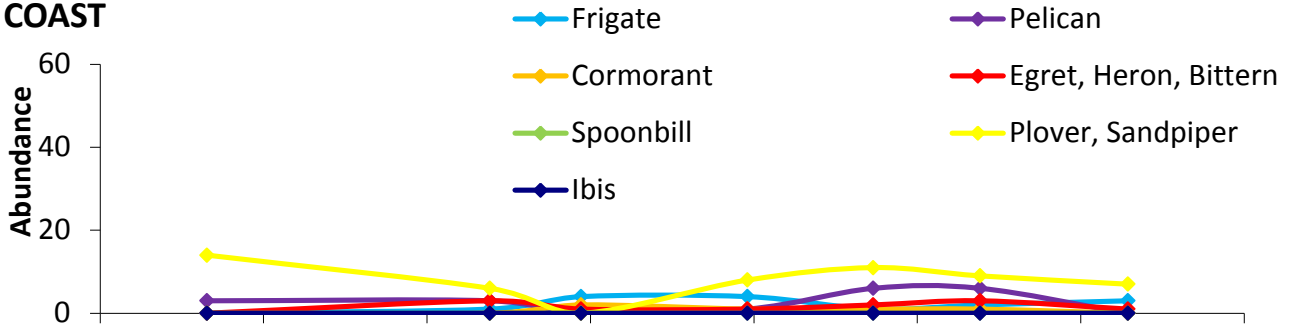 COAST
Frigate
Pelican
Cormorant
Egret, Heron, Bittern
Spoonbill
Plover, Sandpiper
Ibis
Abundance
60
40
20
0